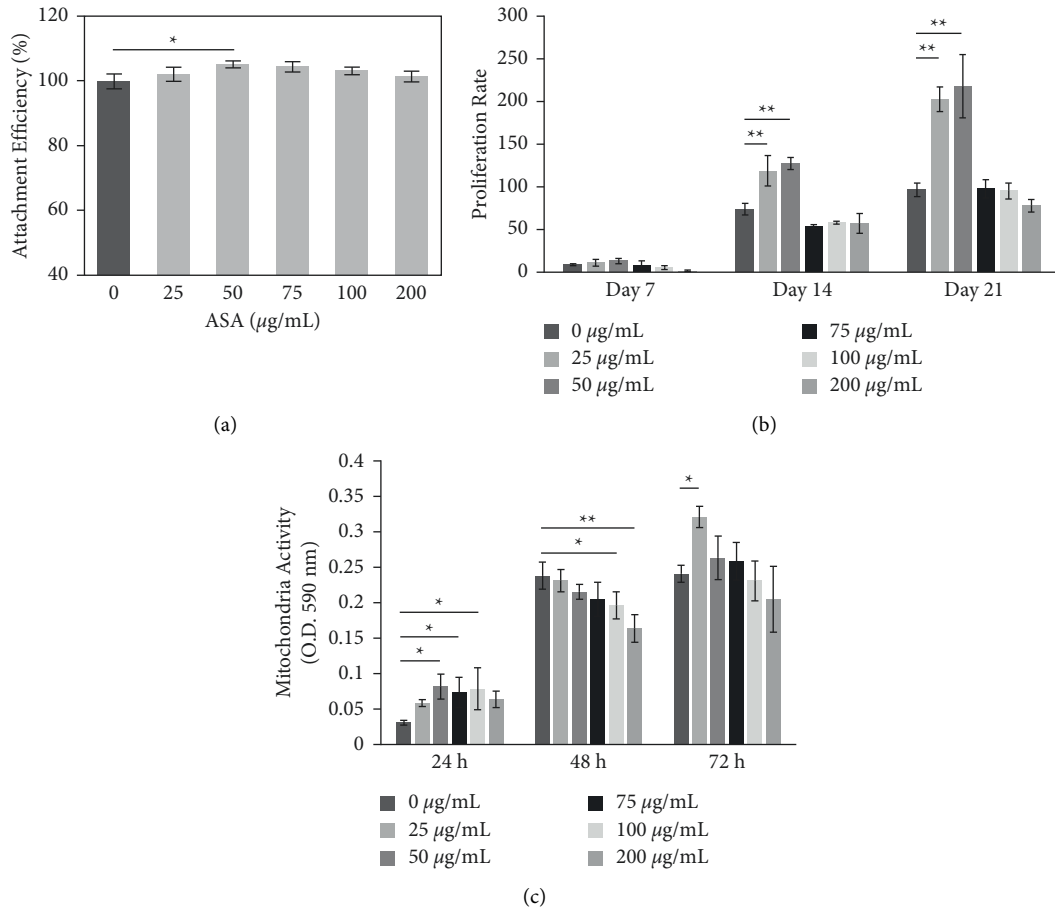 Attachment Efficiency (%)
120
100
80
60
40
*
0 25 50 75 100 200
ASA (µg/mL)
(a)
Proliferation Rate
300
250
200
150
100
50
0
**
**
**
**
Day 7 Day 14 Day 21
0 µg/mL
25 µg/mL
50 µg/mL
75 µg/mL
100 µg/mL
200 µg/mL
(b)
Mitochondria Activity
(O.D. 590 nm)
0.4
0.35
0.3
0.25
0.2
0.15
0.1
0.05
0
*
*
*
**
*
*
24 h 48 h 72 h
0 µg/mL
25 µg/mL
50 µg/mL
75 µg/mL
100 µg/mL
200 µg/mL
(c)